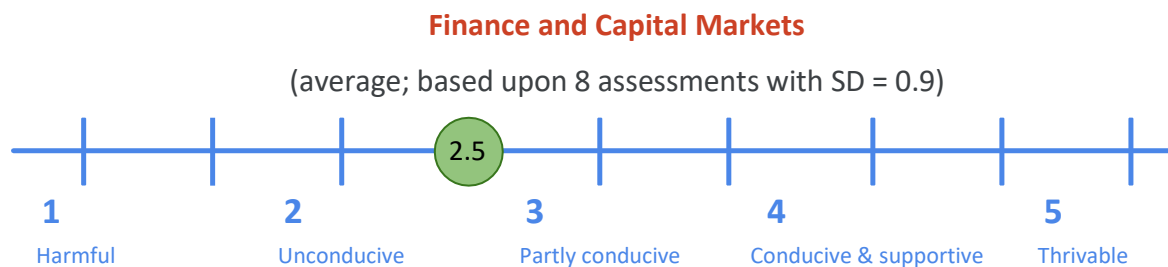 Finance and Capital Markets
(average; based upon 8 assessments with SD = 0.9)
2.5
1 2 3 4 5
Harmful Unconducive Partly conducive Conducive & supportive Thrivable